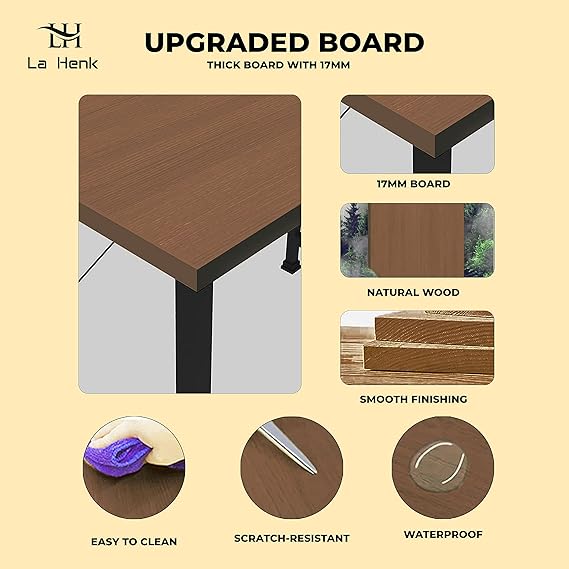 LH
La Henk
UPGRADED BOARD
THICK BOARD WITH 17MM
17MM BOARD
NATURAL WOOD
SMOOTH FINISHING
EASY TO CLEAN
SCRATCH-RESISTANT
WATERPROOF